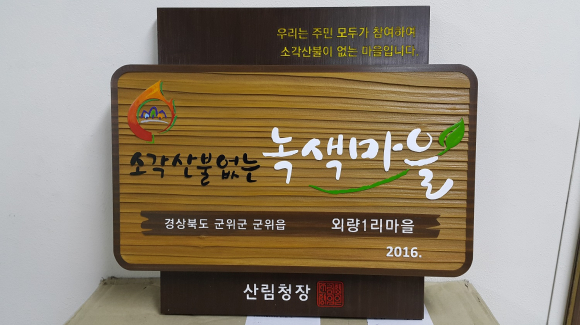 우리는 주민 모두가 참여하며
소각산불이 없는 마을입니다
소각산불없는 녹색마을
경상북도 군위군 군위읍 외량1리마을
2016.
산림청장